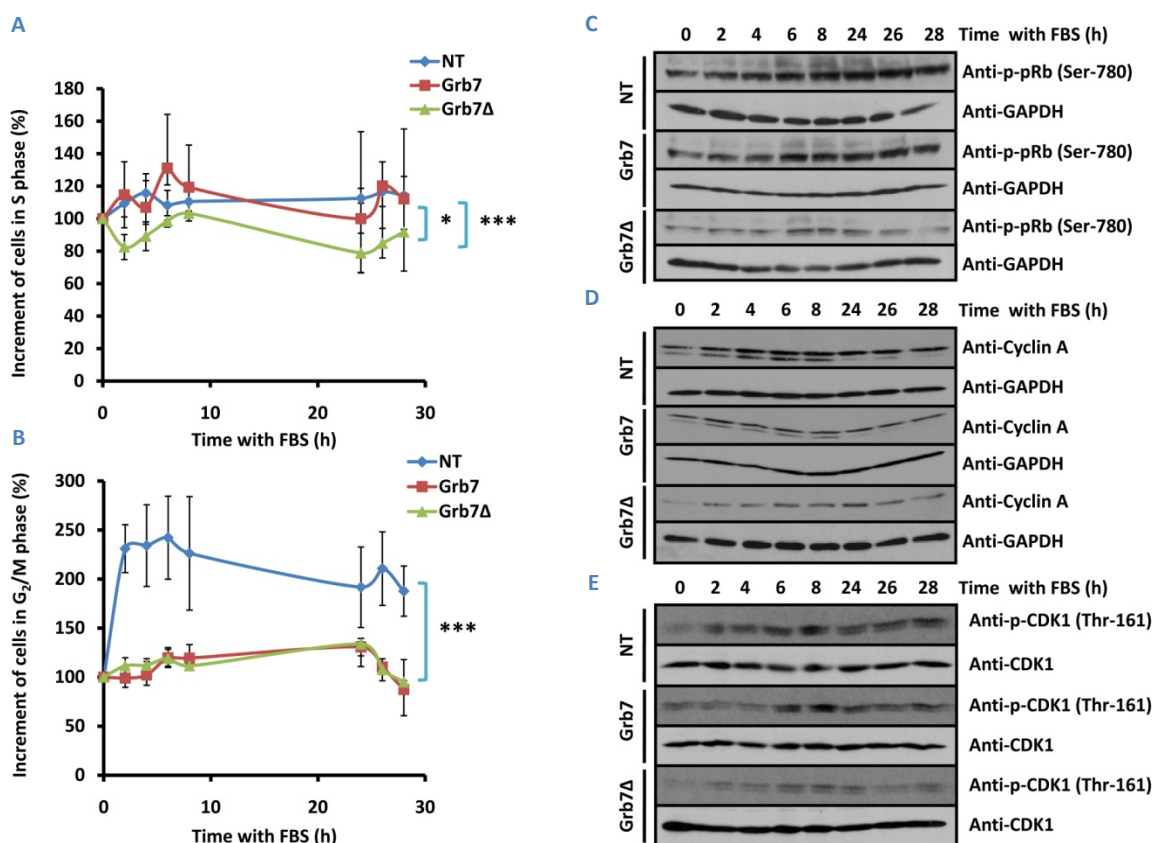 A
NT
Grb7
Grb7Δ
Increment of cells in S phase (%)
180
160
140
120
100
80
60
40
20
0
* ***
0 10 20 30
Time with FBS (h)
B
NT
Grb7
Grb7Δ
Increment of cells in G₂/M phase (%)
300
250
200
150
100
50
0
***
0 10 20 30
Time with FBS (h)
C
0 2 4 6 8 24 26 28 Time with FBS (h)
NT
Anti-p-pRb (Ser-780)
Anti-GAPDH
Grb7
Anti-p-pRb (Ser-780)
Anti-GAPDH
Grb7Δ
Anti-p-pRb (Ser-780)
Anti-GAPDH
D
0 2 4 6 8 24 26 28 Time with FBS (h)
NT
Anti-Cyclin A
Anti-GAPDH
Grb7
Anti-Cyclin A
Anti-GAPDH
Grb7Δ
Anti-Cyclin A
Anti-GAPDH
E
0 2 4 6 8 24 26 28 Time with FBS (h)
NT
Anti-p-CDK1 (Thr-161)
Anti-CDK1
Grb7
Anti-p-CDK1 (Thr-161)
Anti-CDK1
Grb7Δ
Anti-p-CDK1 (Thr-161)
Anti-CDK1